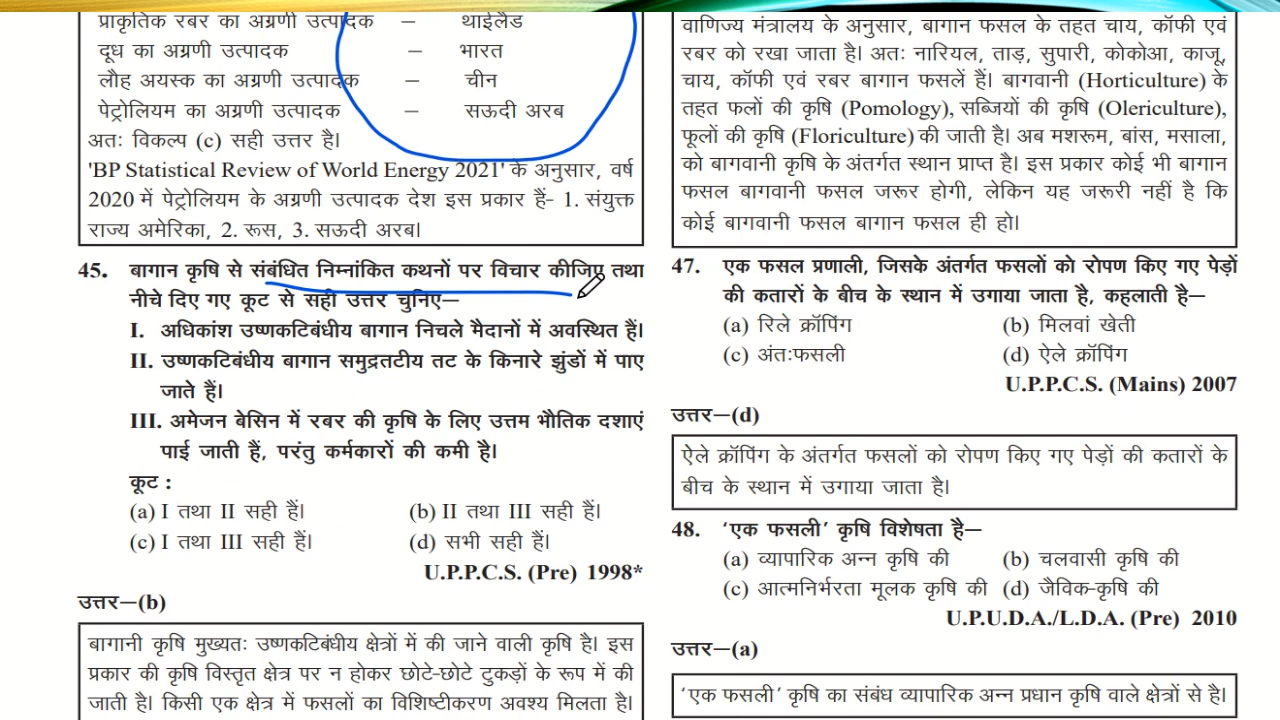 प्राकृतिक रबर का अग्रणी उत्पादक – थाईलैंड
दूध का अग्रणी उत्पादक – भारत
लौह अयस्क का अग्रणी उत्पादक – चीन
पेट्रोलियम का अग्रणी उत्पादक – सऊदी अरब
अतः विकल्प (c) सही उत्तर है।
'BP Statistical Review of World Energy 2021' के अनुसार, वर्ष
2020 में पेट्रोलियम के अग्रणी उत्पादक देश इस प्रकार हैं- 1. संयुक्त
राज्य अमेरिका, 2. रूस, 3. सऊदी अरब।
45. बागान कृषि से संबंधित निम्नांकित कथनों पर विचार कीजिए तथा
नीचे दिए गए कूट से सही उत्तर चुनिए–
I. अधिकांश उष्णकटिबंधीय बागान निचले मैदानों में अवस्थित हैं।
II. उष्णकटिबंधीय बागान समुद्रतटीय तट के किनारे झुंडों में पाए
जाते हैं।
III. अमेजन बेसिन में रबर की कृषि के लिए उत्तम भौतिक दशाएं
पाई जाती हैं, परंतु कर्मकारों की कमी है।
कूट :
(a) I तथा II सही हैं। (b) II तथा III सही हैं।
(c) I तथा III सही हैं। (d) सभी सही हैं।
U.P.P.C.S. (Pre) 1998*
उत्तर–(b)
बागानी कृषि मुख्यतः उष्णकटिबंधीय क्षेत्रों में की जाने वाली कृषि है। इस
प्रकार की कृषि विस्तृत क्षेत्र पर न होकर छोटे-छोटे टुकड़ों के रूप में की
जाती है। किसी एक क्षेत्र में फसलों का विशिष्टीकरण अवश्य मिलता है।
वाणिज्य मंत्रालय के अनुसार, बागान फसल के तहत चाय, कॉफी एवं
रबर को रखा जाता है। अतः नारियल, ताड़, सुपारी, कोकोआ, काजू,
चाय, कॉफी एवं रबर बागान फसलें हैं। बागवानी (Horticulture) के
तहत फलों की कृषि (Pomology), सब्जियों की कृषि (Olericulture),
फूलों की कृषि (Floriculture) की जाती है। अब मशरूम, बांस, मसाला,
को बागवानी कृषि के अंतर्गत स्थान प्राप्त है। इस प्रकार कोई भी बागान
फसल बागवानी फसल जरूर होगी, लेकिन यह जरूरी नहीं है कि
कोई बागवानी फसल बागान फसल ही हो।
47. एक फसल प्रणाली, जिसके अंतर्गत फसलों को रोपण किए गए पेड़ों
की कतारों के बीच के स्थान में उगाया जाता है, कहलाती है–
(a) रिले क्रॉपिंग (b) मिलवां खेती
(c) अंतःफसली (d) ऐले क्रॉपिंग
U.P.P.C.S. (Mains) 2007
उत्तर–(d)
ऐले क्रॉपिंग के अंतर्गत फसलों को रोपण किए गए पेड़ों की कतारों के
बीच के स्थान में उगाया जाता है।
48. ‘एक फसली’ कृषि विशेषता है–
(a) व्यापारिक अन्न कृषि की (b) चलवासी कृषि की
(c) आत्मनिर्भरता मूलक कृषि की (d) जैविक-कृषि की
U.P.U.D.A./L.D.A. (Pre) 2010
उत्तर–(a)
‘एक फसली’ कृषि का संबंध व्यापारिक अन्न प्रधान कृषि वाले क्षेत्रों से है।